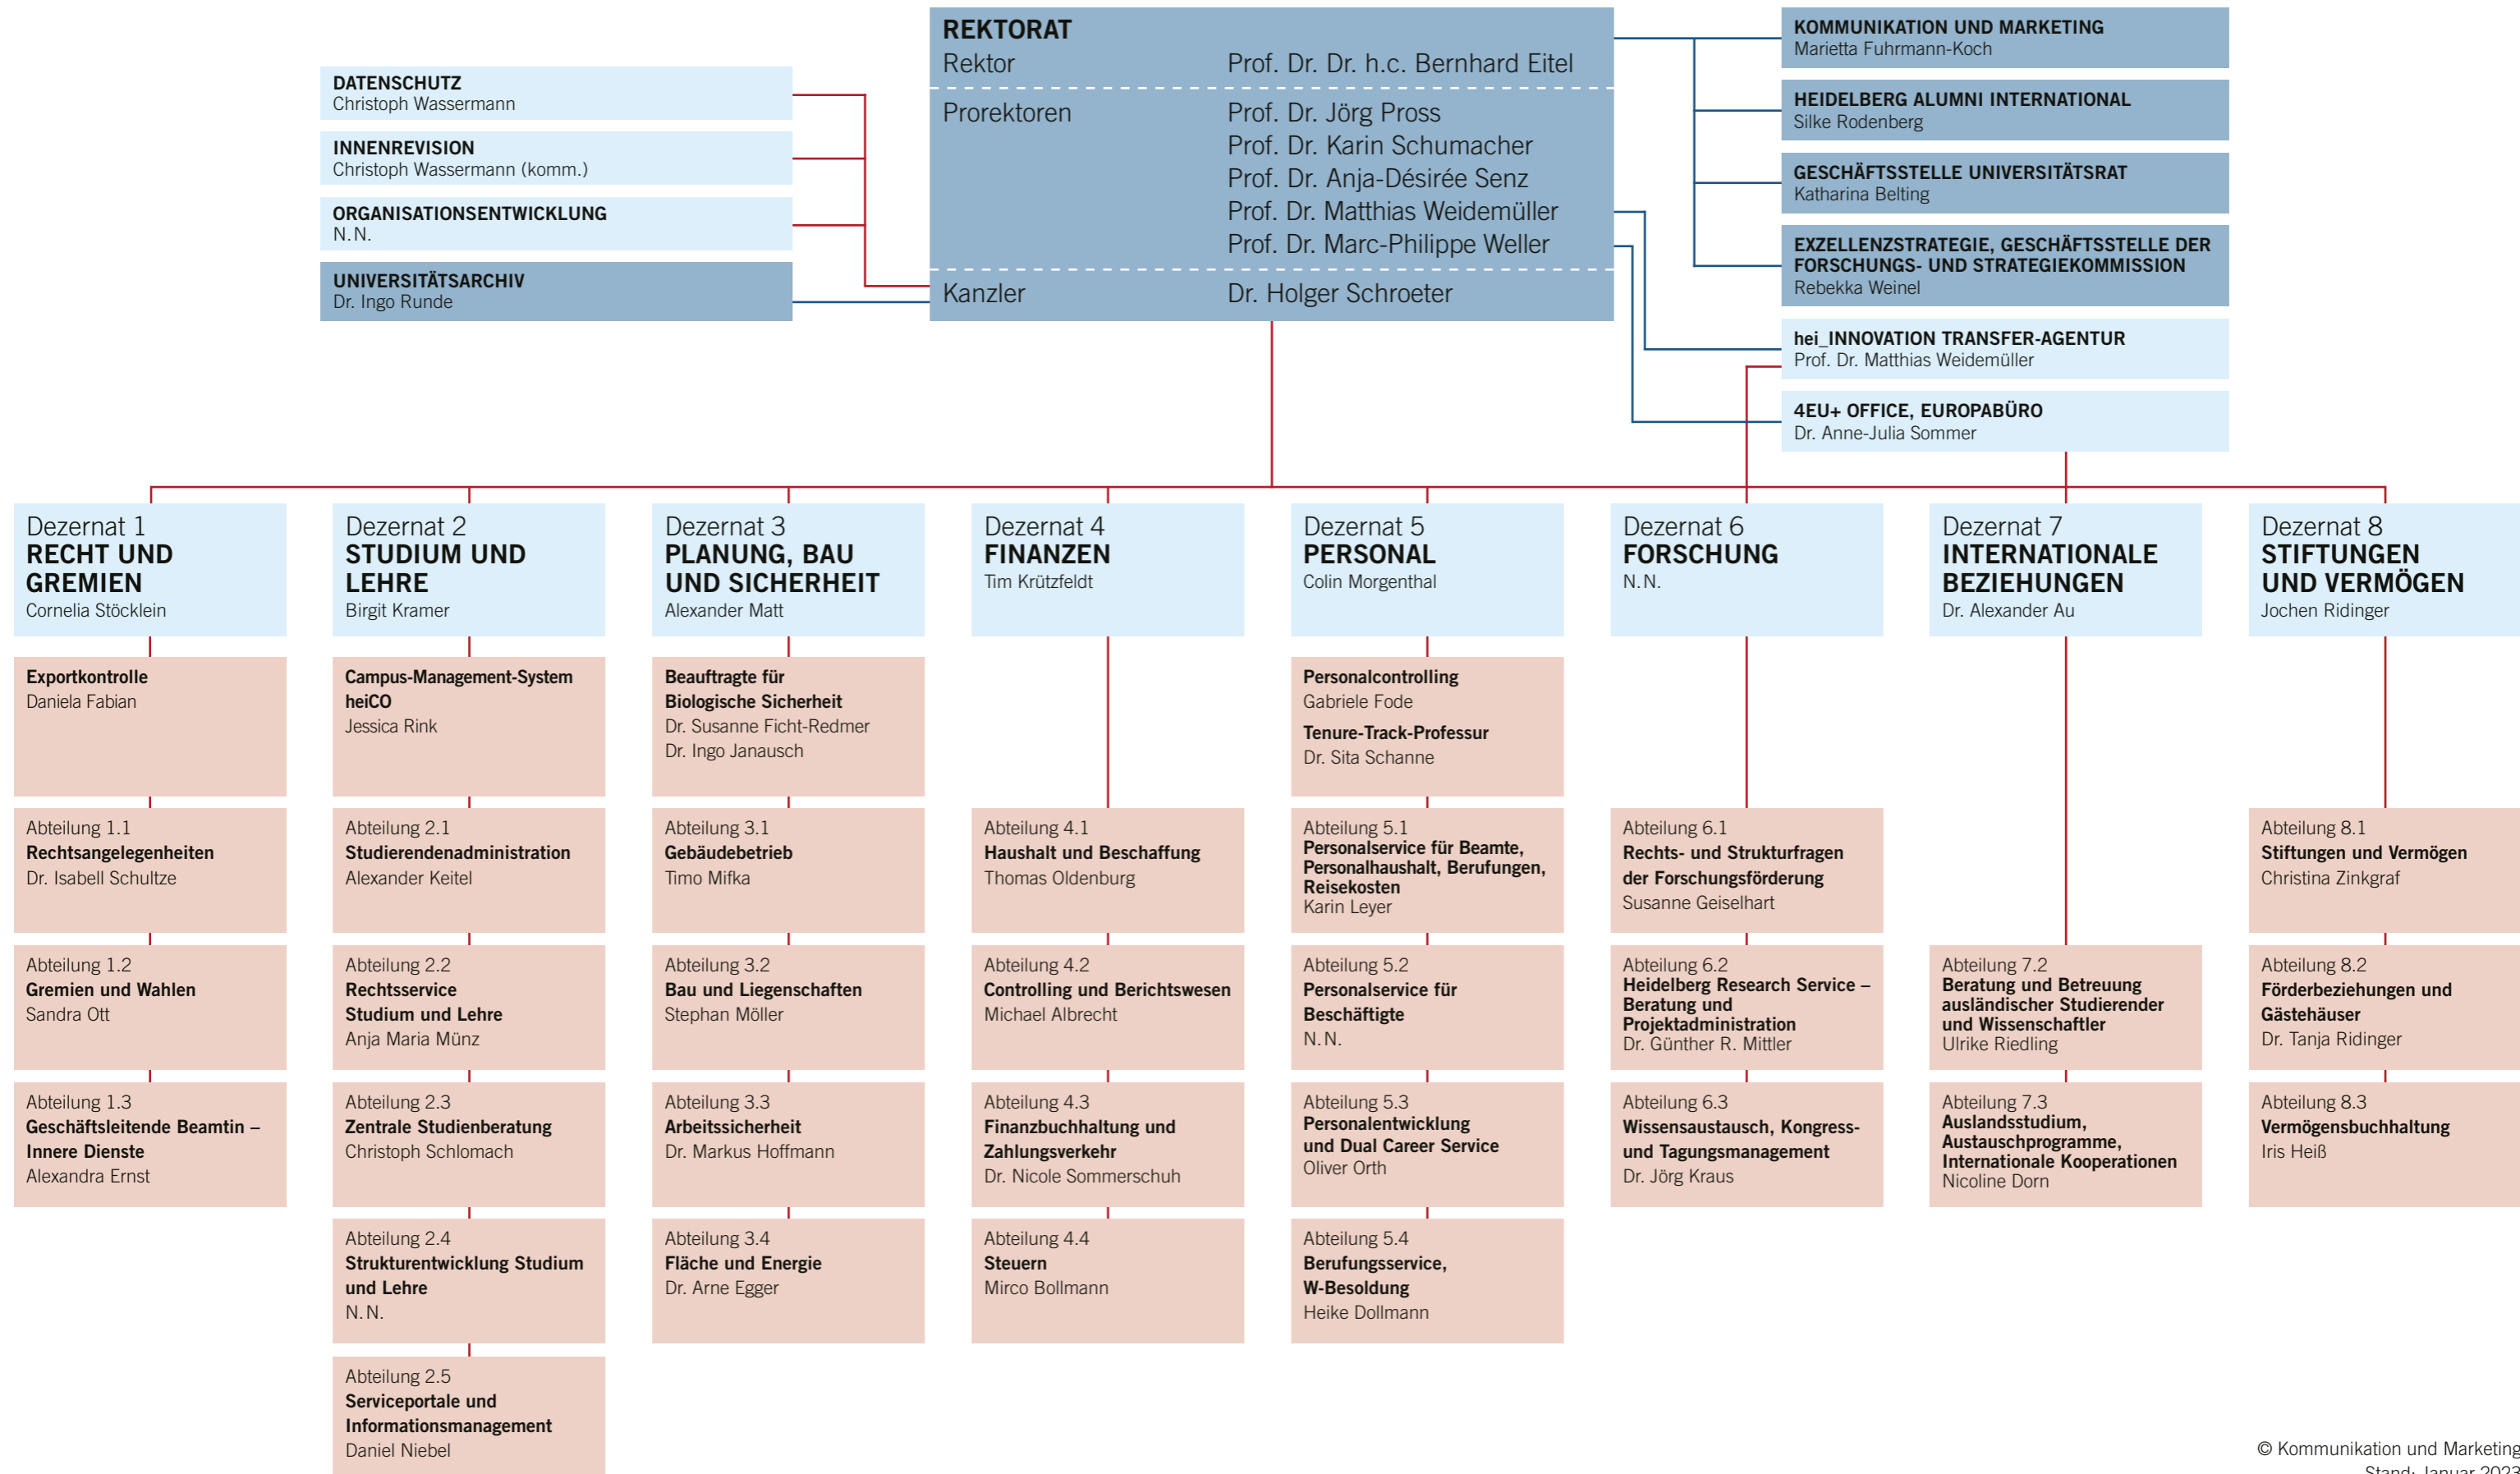 REKTORAT
Rektor Prof. Dr. Dr. h.c. Bernhard Eitel
Prorektoren Prof. Dr. Jörg Pross
Prof. Dr. Karin Schumacher
Prof. Dr. Anja-Désirée Senz
Prof. Dr. Matthias Weidemüller
Prof. Dr. Marc-Philippe Weller
Kanzler Dr. Holger Schroeter
DATENSCHUTZ
Christoph Wassermann
INNENREVISION
Christoph Wassermann (komm.)
ORGANISATIONSENTWICKLUNG
N.N.
UNIVERSITÄTSARCHIV
Dr. Ingo Runde
KOMMUNIKATION UND MARKETING
Marietta Fuhrmann-Koch
HEIDELBERG ALUMNI INTERNATIONAL
Silke Rodenberg
GESCHÄFTSSTELLE UNIVERSITÄTSRAT
Katharina Belting
EXZELLENZSTRATEGIE, GESCHÄFTSSTELLE DER
FORSCHUNGS- UND STRATEGIEKOMMISSION
Rebekka Weinel
hei_INNOVATION TRANSFER-AGENTUR
Prof. Dr. Matthias Weidemüller
4EU+ OFFICE, EUROPABÜRO
Dr. Anne-Julia Sommer
Dezernat 1
RECHT UND
GREMIEN
Cornelia Stöcklein
Exportkontrolle
Daniela Fabian
Abteilung 1.1
Rechtsangelegenheiten
Dr. Isabell Schultze
Abteilung 1.2
Gremien und Wahlen
Sandra Ott
Abteilung 1.3
Geschäftsleitende Beamtin –
Innere Dienste
Alexandra Ernst
Dezernat 2
STUDIUM UND
LEHRE
Birgit Kramer
Campus-Management-System
heiCO
Jessica Rink
Abteilung 2.1
Studierendenadministration
Alexander Keitel
Abteilung 2.2
Rechtsservice
Studium und Lehre
Anja Maria Münz
Abteilung 2.3
Zentrale Studienberatung
Christoph Schlomach
Abteilung 2.4
Strukturentwicklung Studium
und Lehre
N.N.
Abteilung 2.5
Serviceportale und
Informationsmanagement
Daniel Niebel
Dezernat 3
PLANUNG, BAU
UND SICHERHEIT
Alexander Matt
Beauftragte für
Biologische Sicherheit
Dr. Susanne Ficht-Redmer
Dr. Ingo Janausch
Abteilung 3.1
Gebäudebetrieb
Timo Mifka
Abteilung 3.2
Bau und Liegenschaften
Stephan Möller
Abteilung 3.3
Arbeitssicherheit
Dr. Markus Hoffmann
Abteilung 3.4
Fläche und Energie
Dr. Arne Egger
Dezernat 4
FINANZEN
Tim Krützfeldt
Abteilung 4.1
Haushalt und Beschaffung
Thomas Oldenburg
Abteilung 4.2
Controlling und Berichtswesen
Michael Albrecht
Abteilung 4.3
Finanzbuchhaltung und
Zahlungsverkehr
Dr. Nicole Sommerschuh
Abteilung 4.4
Steuern
Mirco Bollmann
Dezernat 5
PERSONAL
Colin Morgenthal
Personalcontrolling
Gabriele Fode
Tenure-Track-Professur
Dr. Sita Schanne
Abteilung 5.1
Personalservice für Beamte,
Personalhaushalt, Berufungen,
Reisekosten
Karin Leyer
Abteilung 5.2
Personalservice für
Beschäftigte
N.N.
Abteilung 5.3
Personalentwicklung
und Dual Career Service
Oliver Orth
Abteilung 5.4
Berufungsservice,
W-Besoldung
Heike Dollmann
Dezernat 6
FORSCHUNG
N.N.
Abteilung 6.1
Rechts- und Strukturfragen
der Forschungsförderung
Susanne Geiselhart
Abteilung 6.2
Heidelberg Research Service –
Beratung und
Projektadministration
Dr. Günther R. Mittler
Abteilung 6.3
Wissensaustausch, Kongress-
und Tagungsmanagement
Dr. Jörg Kraus
Dezernat 7
INTERNATIONALE
BEZIEHUNGEN
Dr. Alexander Au
Abteilung 7.2
Beratung und Betreuung
ausländischer Studierender
und Wissenschaftler
Ulrike Riedling
Abteilung 7.3
Auslandsstudium,
Austauschprogramme,
Internationale Kooperationen
Nicoline Dorn
Dezernat 8
STIFTUNGEN
UND VERMÖGEN
Jochen Ridinger
Abteilung 8.1
Stiftungen und Vermögen
Christina Zinkgraf
Abteilung 8.2
Förderbeziehungen und
Gästehäuser
Dr. Tanja Ridinger
Abteilung 8.3
Vermögensbuchhaltung
Iris Heiß
© Kommunikation und Marketing
Stand: Januar 2023